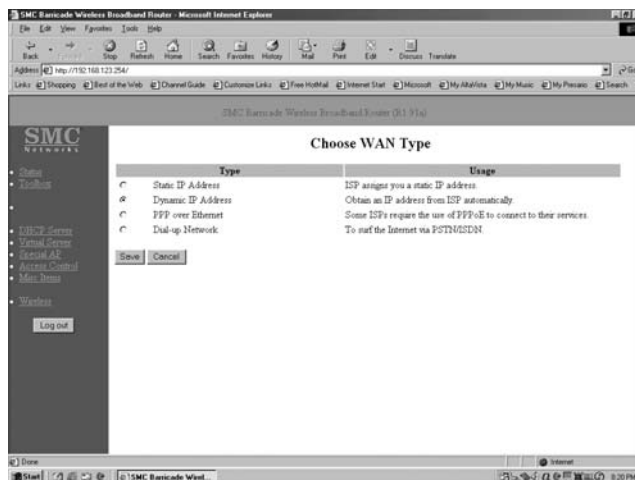 SMC Barricade Wireless Broadband Router - Microsoft Internet Explorer
File Edit View Favorites Tools Help
Back Stop Refresh Home Search Favorites History Mail Print Edit Discuss Translate
Address http://192.168.123.254/
Links Shopping Best of the Web Channel Guide Customize Links Free HotMail Internet Start Microsoft My AltaVista My Music My Presario Search
SMC Barricade Wireless Broadband Router (R1.91a)
SMC
Networks
Status
Toolbox
DHCP Server
Virtual Server
Special AP
Access Control
Misc Items
Wireless
Log out
Choose WAN Type
Type Usage
Static IP Address ISP assigns you a static IP address.
Dynamic IP Address Obtain an IP address from ISP automatically.
PPP over Ethernet Some ISPs require the use of PPPoE to connect to their services.
Dial-up Network To surf the Internet via PSTN/ISDN.
Save Cancel
Done Internet
Start SMC Barricade Wirel... 8:20 PM